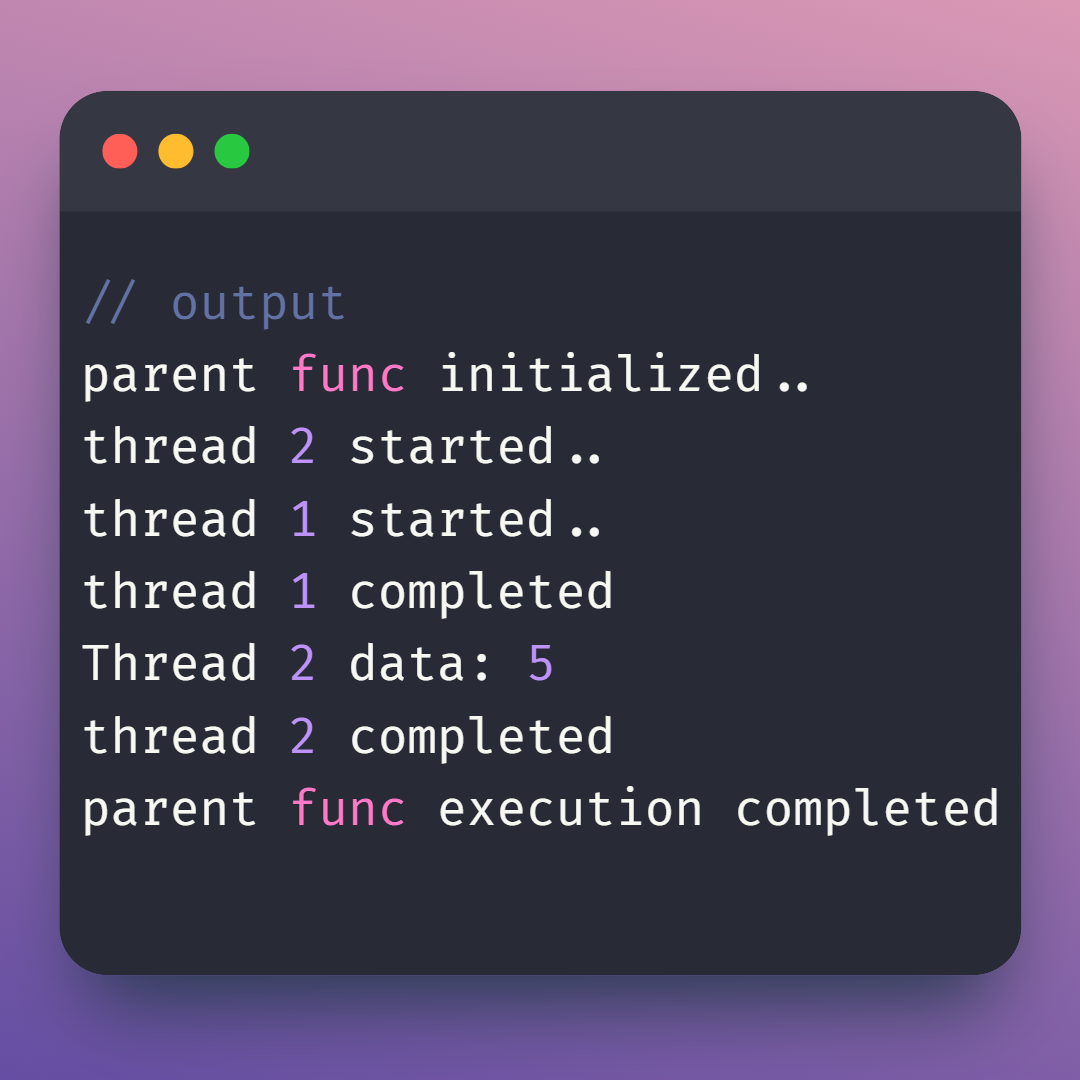 // output
parent func initialized..
thread 2 started..
thread 1 started..
thread 1 completed
Thread 2 data: 5
thread 2 completed
parent func execution completed